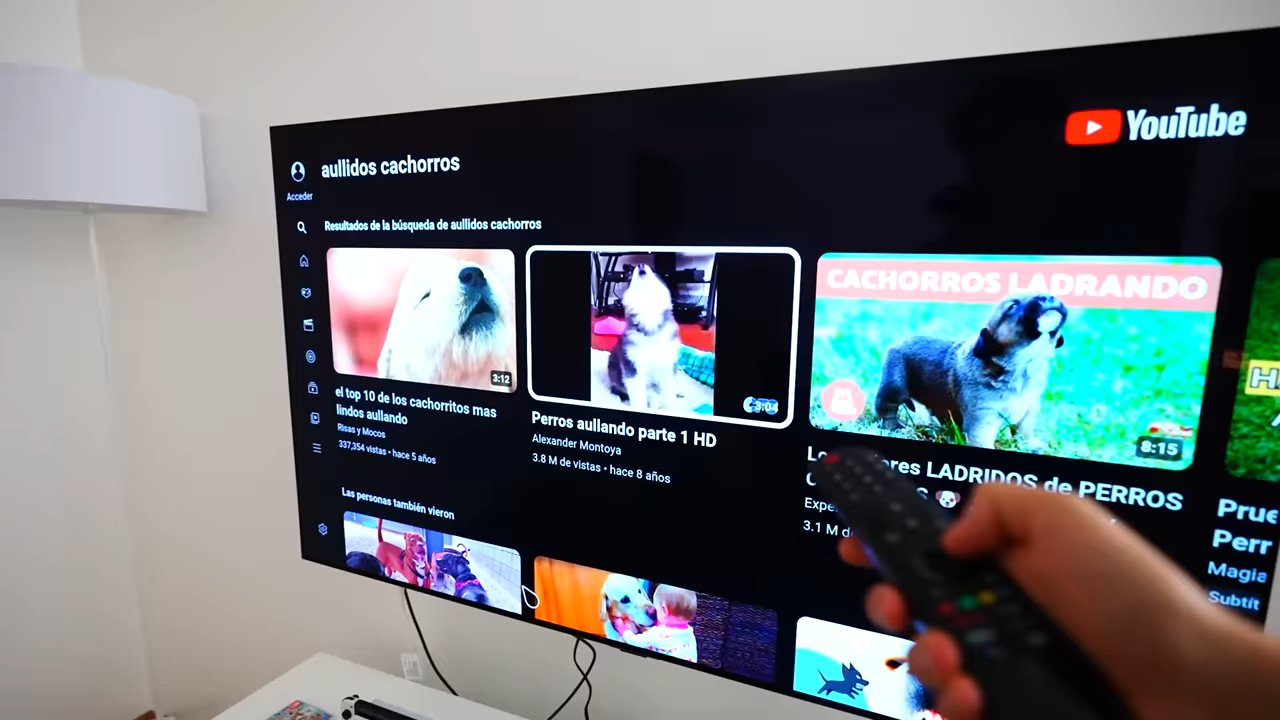 YouTube
aullidos cachorros
Acceder
Resultados de la búsqueda de aullidos cachorros
3:12
el top 10 de los cachorritos mas
lindos aullando
Risas y Mocos
337,354 vistas • hace 5 años
3:04
Perros aullando parte 1 HD
Alexander Montoya
3.8 M de vistas • hace 8 años
CACHORROS LADRANDO
8:15
LADRIDOS de PERROS
3.1 M
Perr
Magia
Las personas también vieron